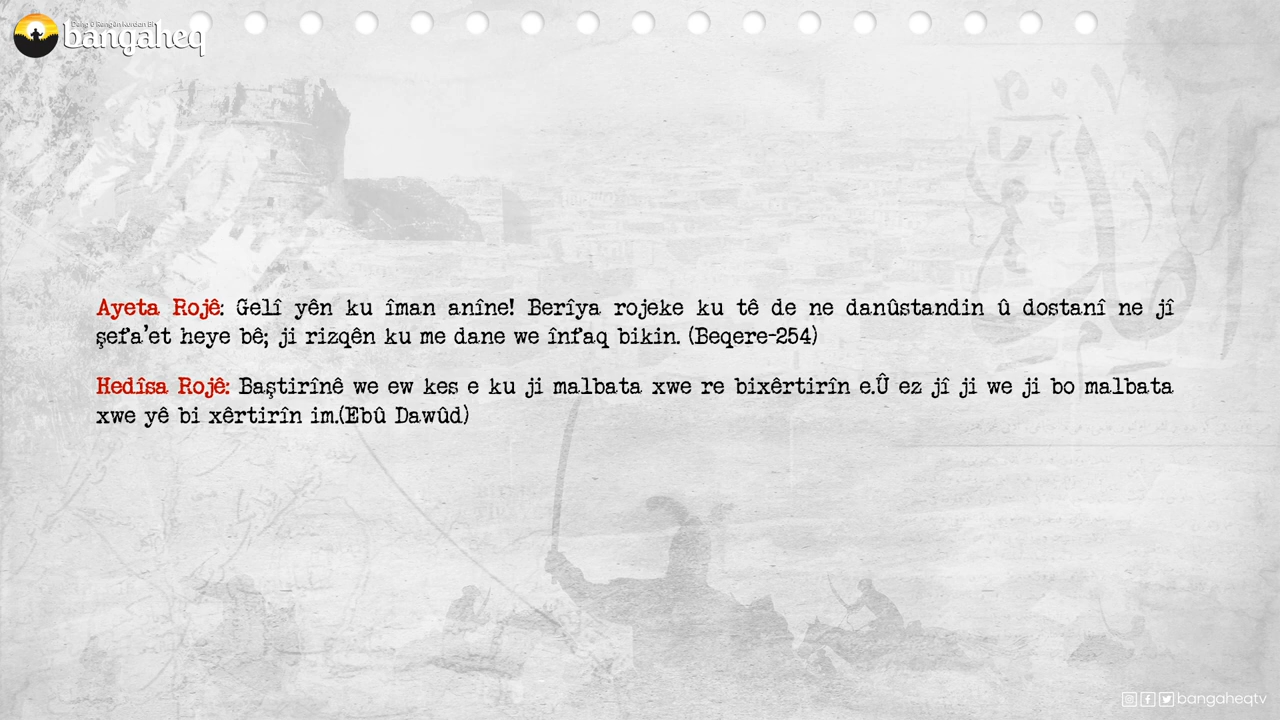 bangaheq
Ayeta Rojê: Gelî yên ku îman anîne! Berîya rojeke ku tê de ne danûstandin û dostanî ne jî
şefa'et heye bê; ji rizqên ku me dane we înfaq bikin. (Beqere-254)
Hedîsa Rojê: Baştirînê we ew kes e ku ji malbata xwe re bixêrtirîn e.Û ez jî ji we ji bo malbata
xwe yê bi xêrtirîn im.(Ebû Dawûd)
bangaheqtv